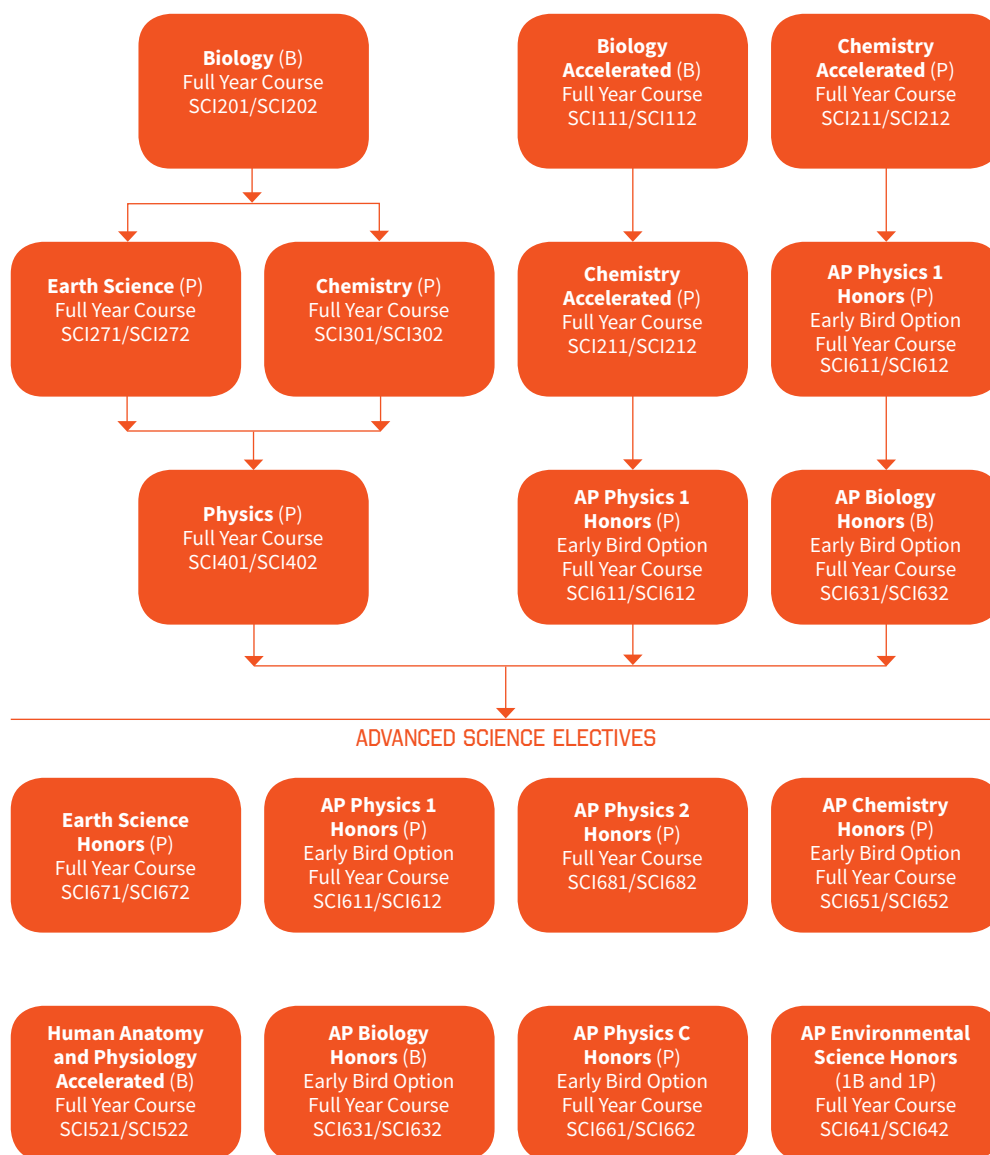 Biology (B)
Full Year Course
SCI201/SCI202
Biology
Accelerated (B)
Full Year Course
SCI111/SCI112
Chemistry
Accelerated (P)
Full Year Course
SCI211/SCI212
Earth Science (P)
Full Year Course
SCI271/SCI272
Chemistry (P)
Full Year Course
SCI301/SCI302
Chemistry
Accelerated (P)
Full Year Course
SCI211/SCI212
AP Physics 1
Honors (P)
Early Bird Option
Full Year Course
SCI611/SCI612
Physics (P)
Full Year Course
SCI401/SCI402
AP Physics 1
Honors (P)
Early Bird Option
Full Year Course
SCI611/SCI612
AP Biology
Honors (B)
Early Bird Option
Full Year Course
SCI631/SCI632
ADVANCED SCIENCE ELECTIVES
Earth Science
Honors (P)
Full Year Course
SCI671/SCI672
AP Physics 1
Honors (P)
Early Bird Option
Full Year Course
SCI611/SCI612
AP Physics 2
Honors (P)
Full Year Course
SCI681/SCI682
AP Chemistry
Honors (P)
Early Bird Option
Full Year Course
SCI651/SCI652
Human Anatomy
and Physiology
Accelerated (B)
Full Year Course
SCI521/SCI522
AP Biology
Honors (B)
Early Bird Option
Full Year Course
SCI631/SCI632
AP Physics C
Honors (P)
Early Bird Option
Full Year Course
SCI661/SCI662
AP Environmental
Science Honors
(1B and 1P)
Full Year Course
SCI641/SCI642